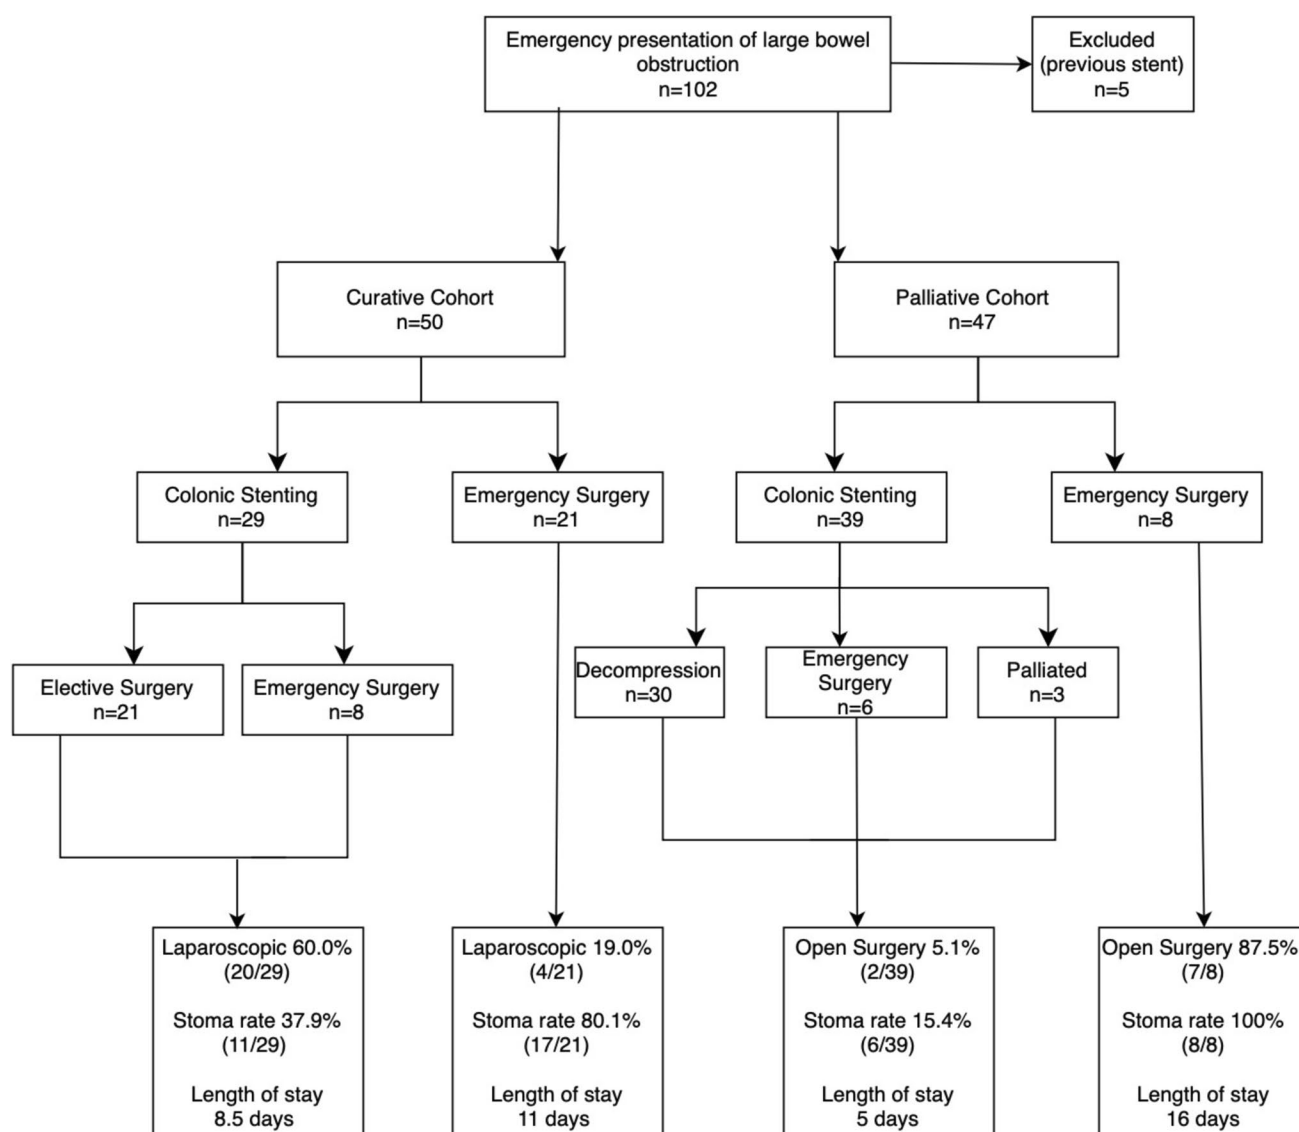 Emergency presentation of large bowel
obstruction
n=102
Excluded
(previous stent)
n=5
Curative Cohort
n=50
Palliative Cohort
n=47
Colonic Stenting
n=29
Emergency Surgery
n=21
Colonic Stenting
n=39
Emergency Surgery
n=8
Elective Surgery
n=21
Emergency Surgery
n=8
Decompression
n=30
Emergency
Surgery
n=6
Palliated
n=3
Laparoscopic 60.0%
(20/29)
Stoma rate 37.9%
(11/29)
Length of stay
8.5 days
Laparoscopic 19.0%
(4/21)
Stoma rate 80.1%
(17/21)
Length of stay
11 days
Open Surgery 5.1%
(2/39)
Stoma rate 15.4%
(6/39)
Length of stay
5 days
Open Surgery 87.5%
(7/8)
Stoma rate 100%
(8/8)
Length of stay
16 days